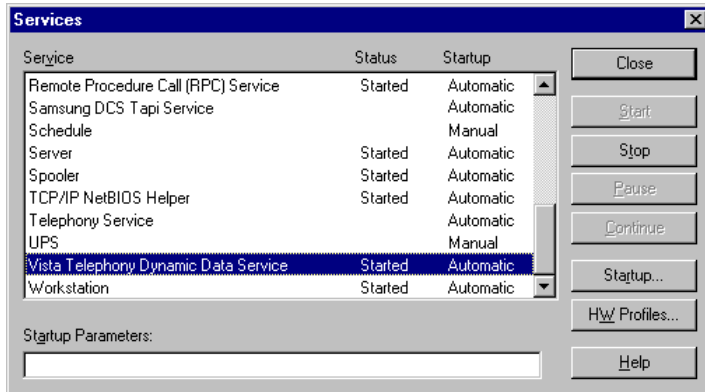 Services
Service Status Startup
Remote Procedure Call (RPC) Service Started Automatic
Samsung DCS Tapi Service Automatic
Schedule Manual
Server Started Automatic
Spooler Started Automatic
TCP/IP NetBIOS Helper Started Automatic
Telephony Service Automatic
UPS Manual
Vista Telephony Dynamic Data Service Started Automatic
Workstation Started Automatic
Startup Parameters:
Close
Start
Stop
Pause
Continue
Startup...
HW Profiles...
Help